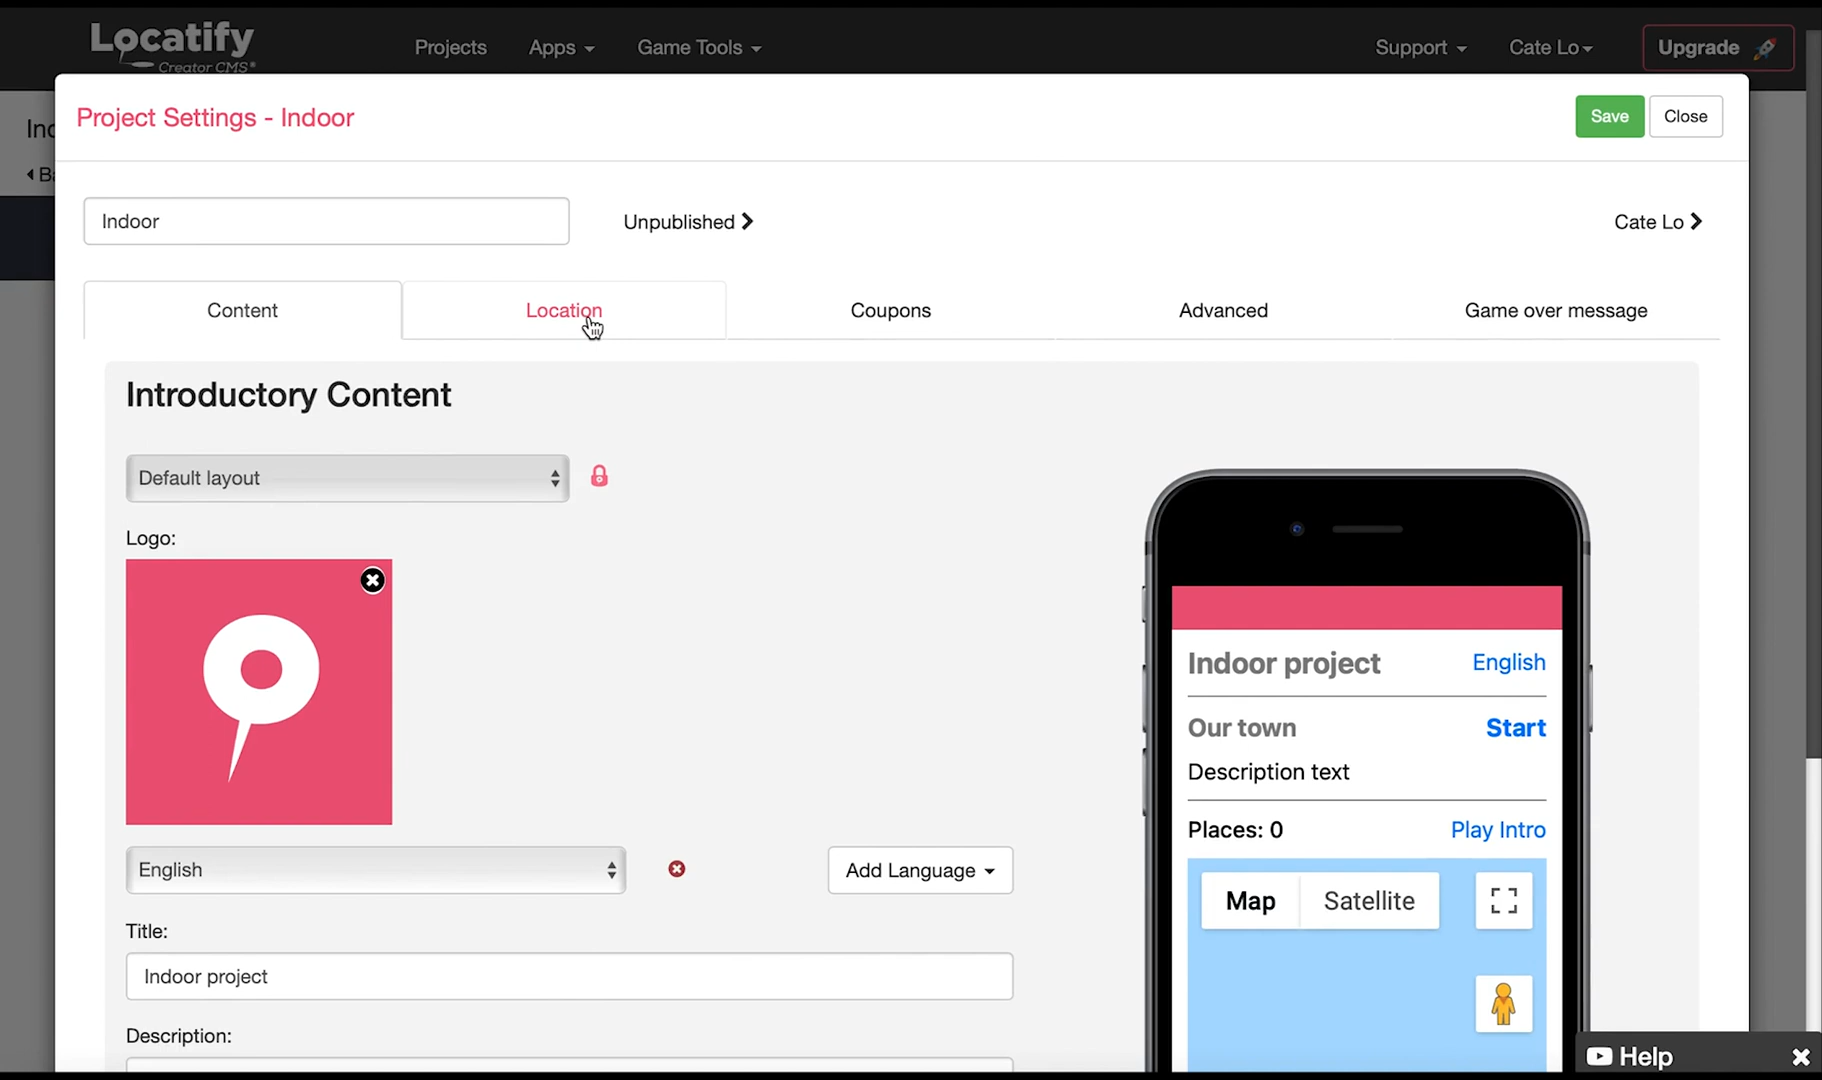 Locatify
Creator CMS®
Projects
Apps
Game Tools
Support
Cate Lo
Upgrade
Project Settings - Indoor
Save
Close
Indoor
Unpublished
Cate Lo
Content
Location
Coupons
Advanced
Game over message
Introductory Content
Default layout
Logo:
English
Add Language
Title:
Indoor project
Description:
Indoor project
English
Our town
Start
Description text
Places: 0
Play Intro
Map
Satellite
Help